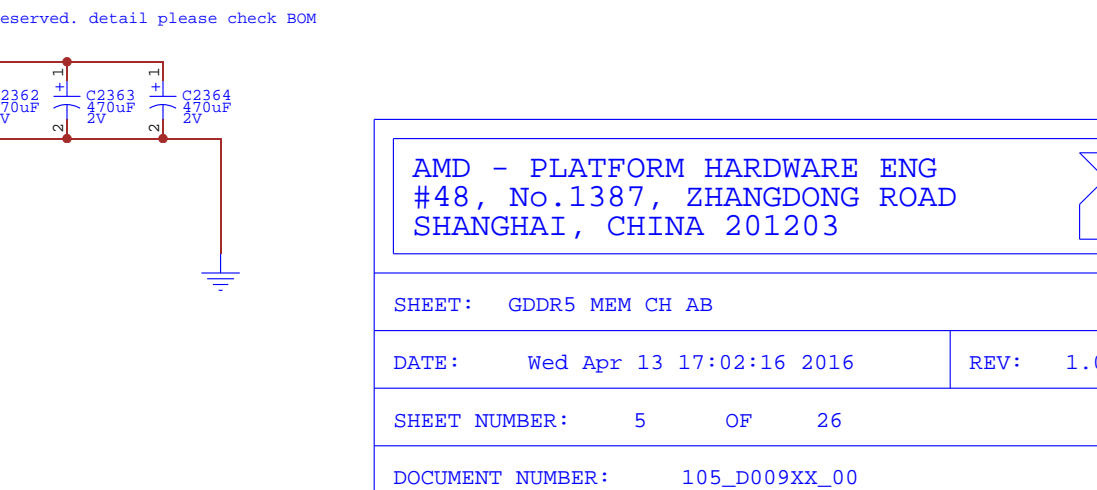 eserved. detail please check BOM
1 1
2362 + C2363 + C2364
70uF 470uF 470uF
V 2V 2V
2 2
AMD - PLATFORM HARDWARE ENG
#48, No.1387, ZHANGDONG ROAD
SHANGHAI, CHINA 201203
SHEET: GDDR5 MEM CH AB
DATE: Wed Apr 13 17:02:16 2016 REV: 1.0
SHEET NUMBER: 5 OF 26
DOCUMENT NUMBER: 105_D009XX_00